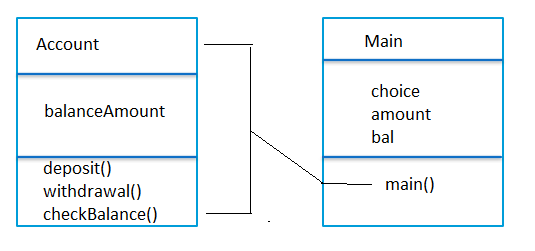 Account
balanceAmount
deposit()
withdrawal()
checkBalance()
Main
choice
amount
bal
main()